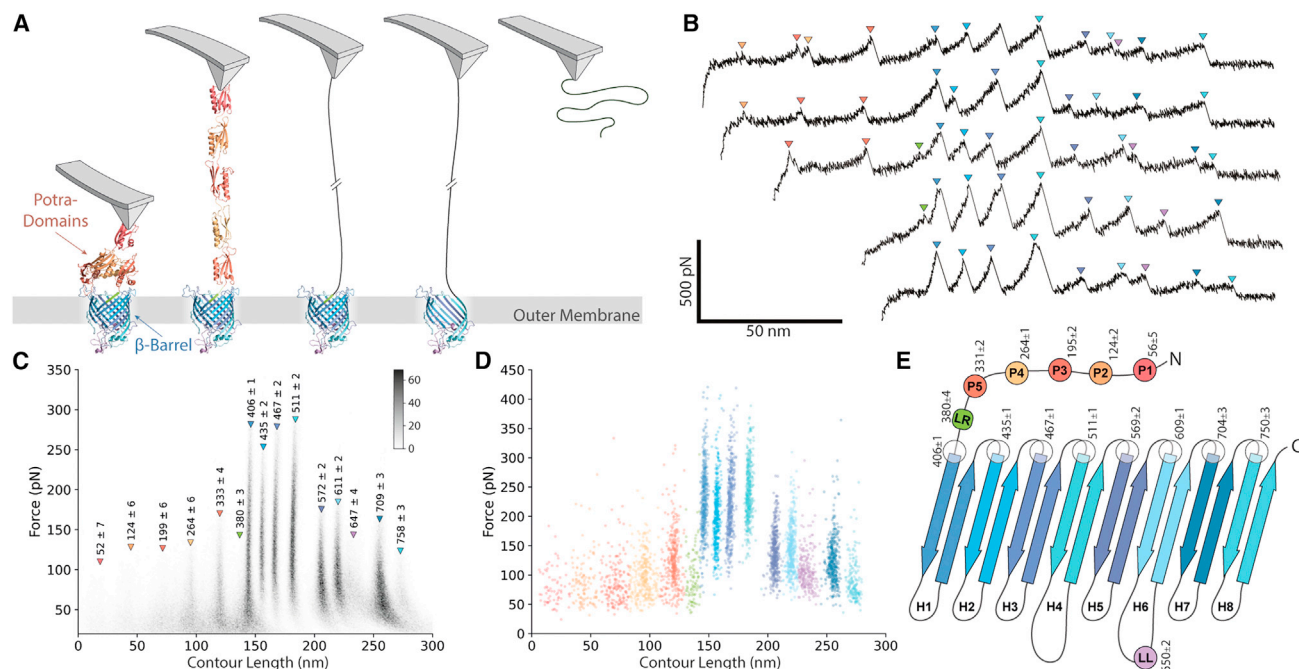 A
Potra-
Domains
β-Barrel
Outer Membrane
B
500 pN
50 nm
C
Force (pN)
350
300
250
200
150
100
50
0
50
100
150
200
250
300
Contour Length (nm)
52 ± 7
124 ± 6
199 ± 6
264 ± 6
333 ± 4
380 ± 3
406 ± 1
435 ± 2
467 ± 2
511 ± 2
572 ± 2
611 ± 2
647 ± 4
709 ± 3
758 ± 3
60
40
20
0
D
Force (pN)
450
400
350
300
250
200
150
100
50
0
0
50
100
150
200
250
Contour Length (nm)
E
331±2
264±1
195±2
124±2
56±5
N
P5
P4
P3
P2
P1
380±4
LR
406±1
435±1
467±1
511±1
569±2
609±1
704±3
750±3
H1
H2
H3
H4
H5
H6
H7
H8
LL